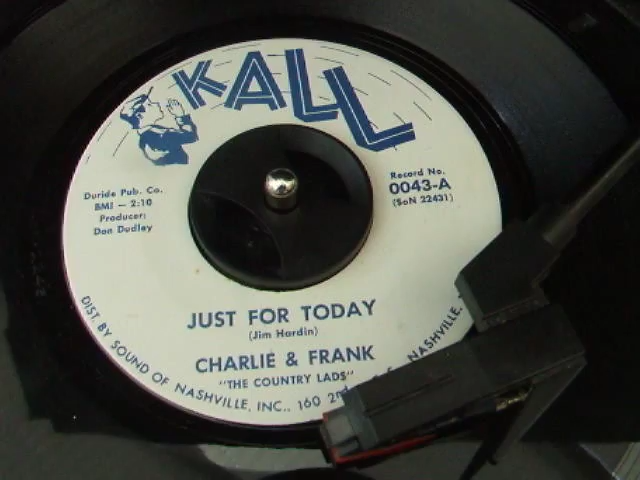 KALL
Duride Pub. Co.
BMI — 2:10
Producer:
Don Dudley
Record No.
0043-A
(SoN 22431)
JUST FOR TODAY
(Jim Hardin)
CHARLIE & FRANK
"THE COUNTRY LADS"
DIST. BY SOUND OF NASHVILLE, INC., 160 2nd NASHVILLE,